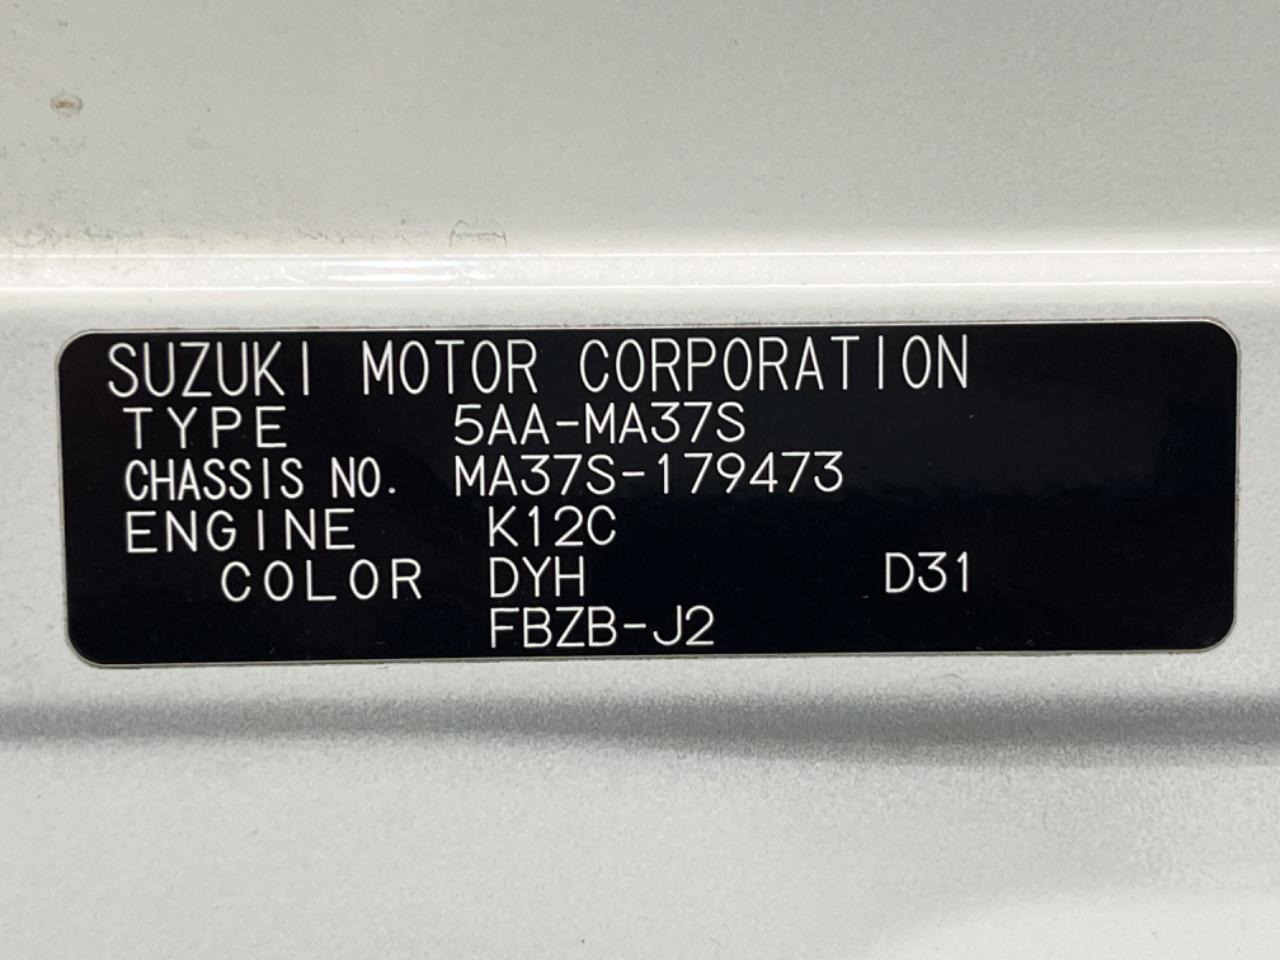 SUZUKI MOTOR CORPORATION
TYPE 5AA-MA37S
CHASSIS NO. MA37S-179473
ENGINE K12C
COLOR DYH D31
FBZB-J2